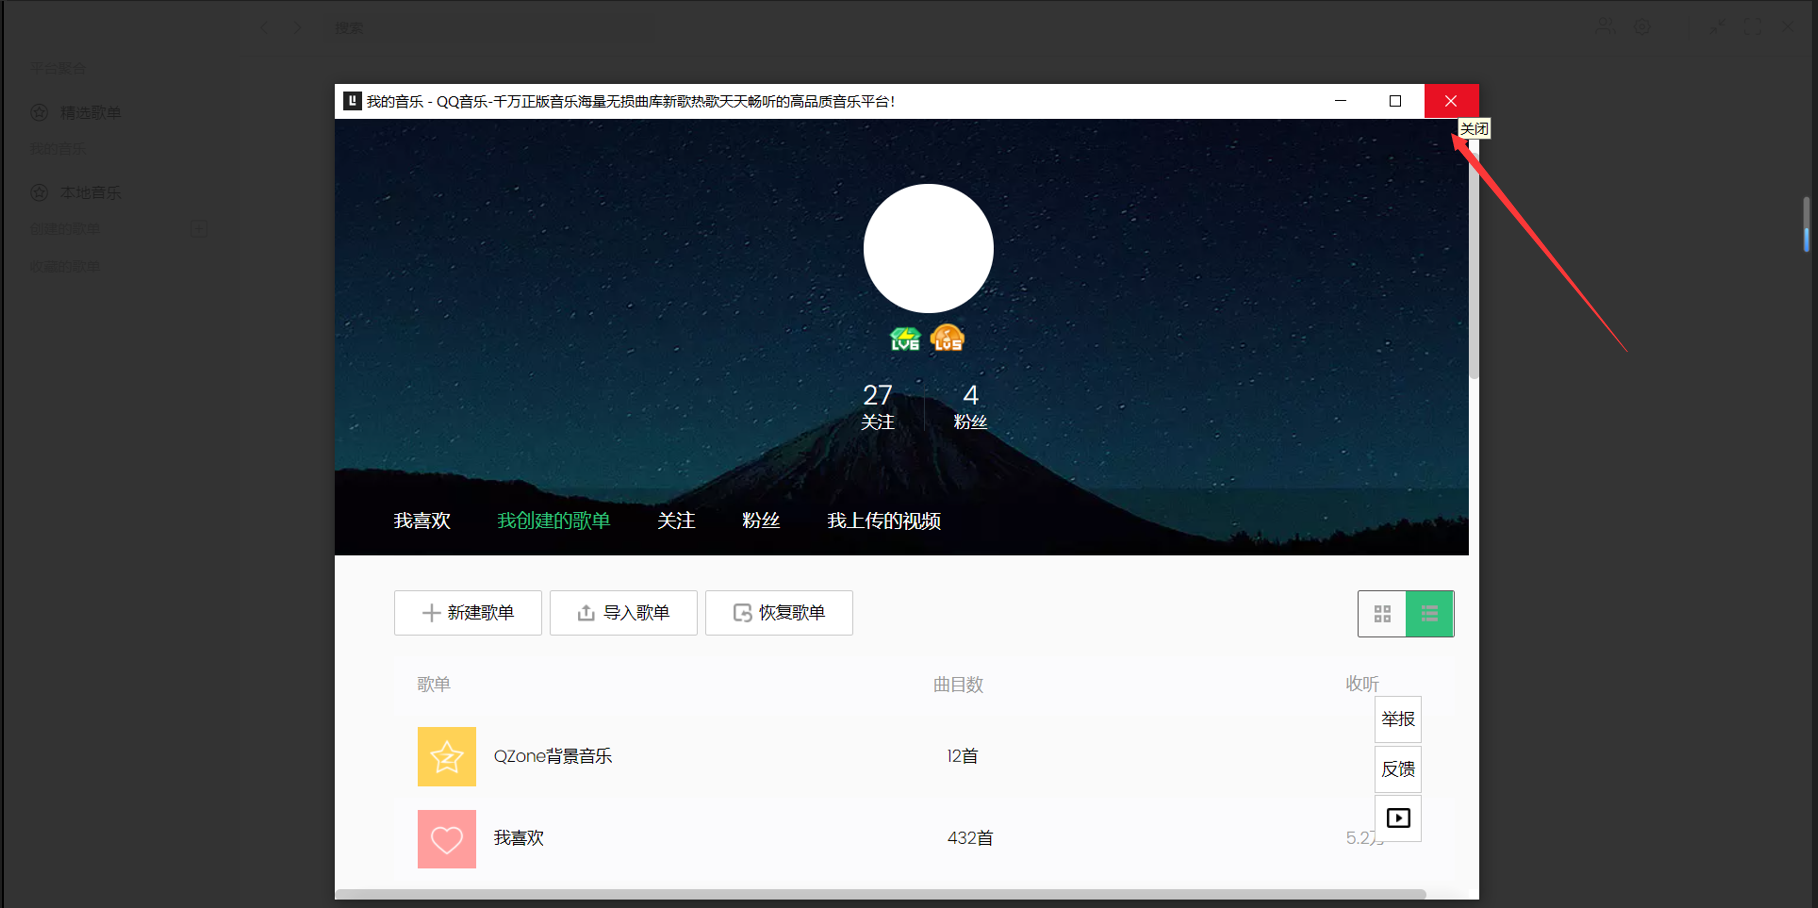 搜索
平台聚合
精选歌单
我的音乐
本地音乐
创建的歌单
收藏的歌单
我的音乐 - QQ音乐-千万正版音乐海量无损曲库新歌热歌天天畅听的高品质音乐平台!
关闭
LV6 LV5
27 4
关注 粉丝
我喜欢 我创建的歌单 关注 粉丝 我上传的视频
新建歌单 导入歌单 恢复歌单
歌单 曲目数 收听
举报
QZone背景音乐 12首
反馈
我喜欢 432首 5.2万